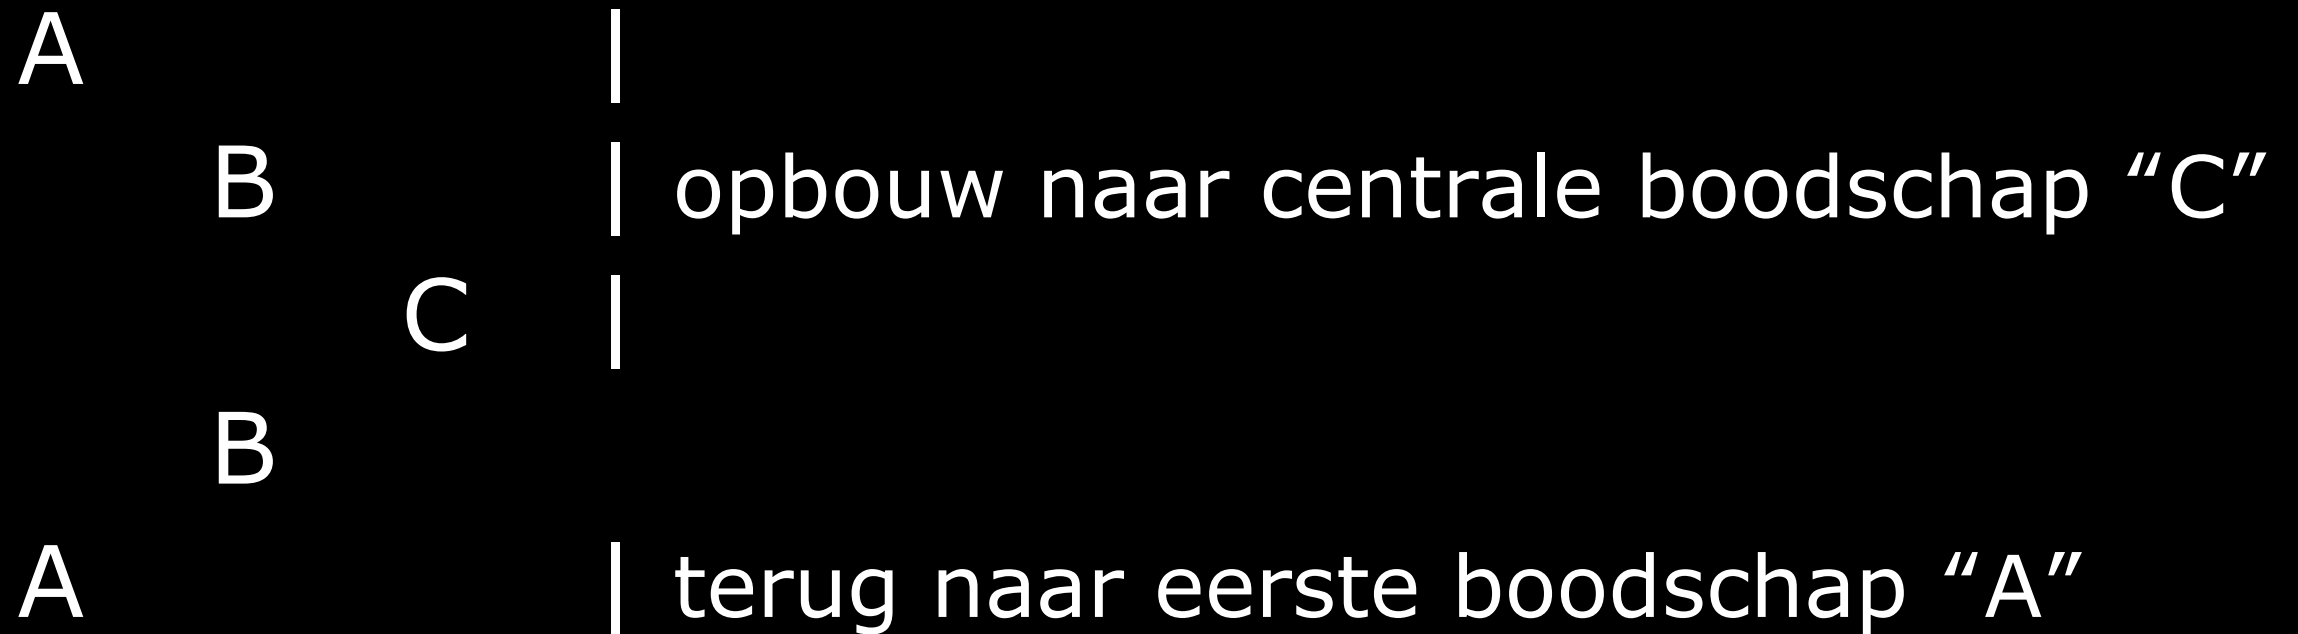 A |
B | opbouw naar centrale boodschap “C”
C |
B
A | terug naar eerste boodschap “A”